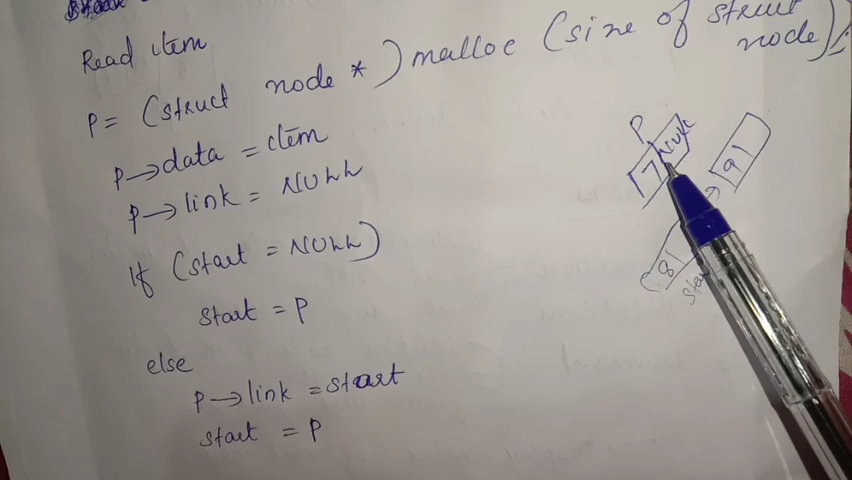 Read item
P = (struct node *) malloc (size of struct node);
P→data = item
P→link = NULL
If (start = NULL)
start = P
else
P→link = start
start = P
P
7 NULL
9
8